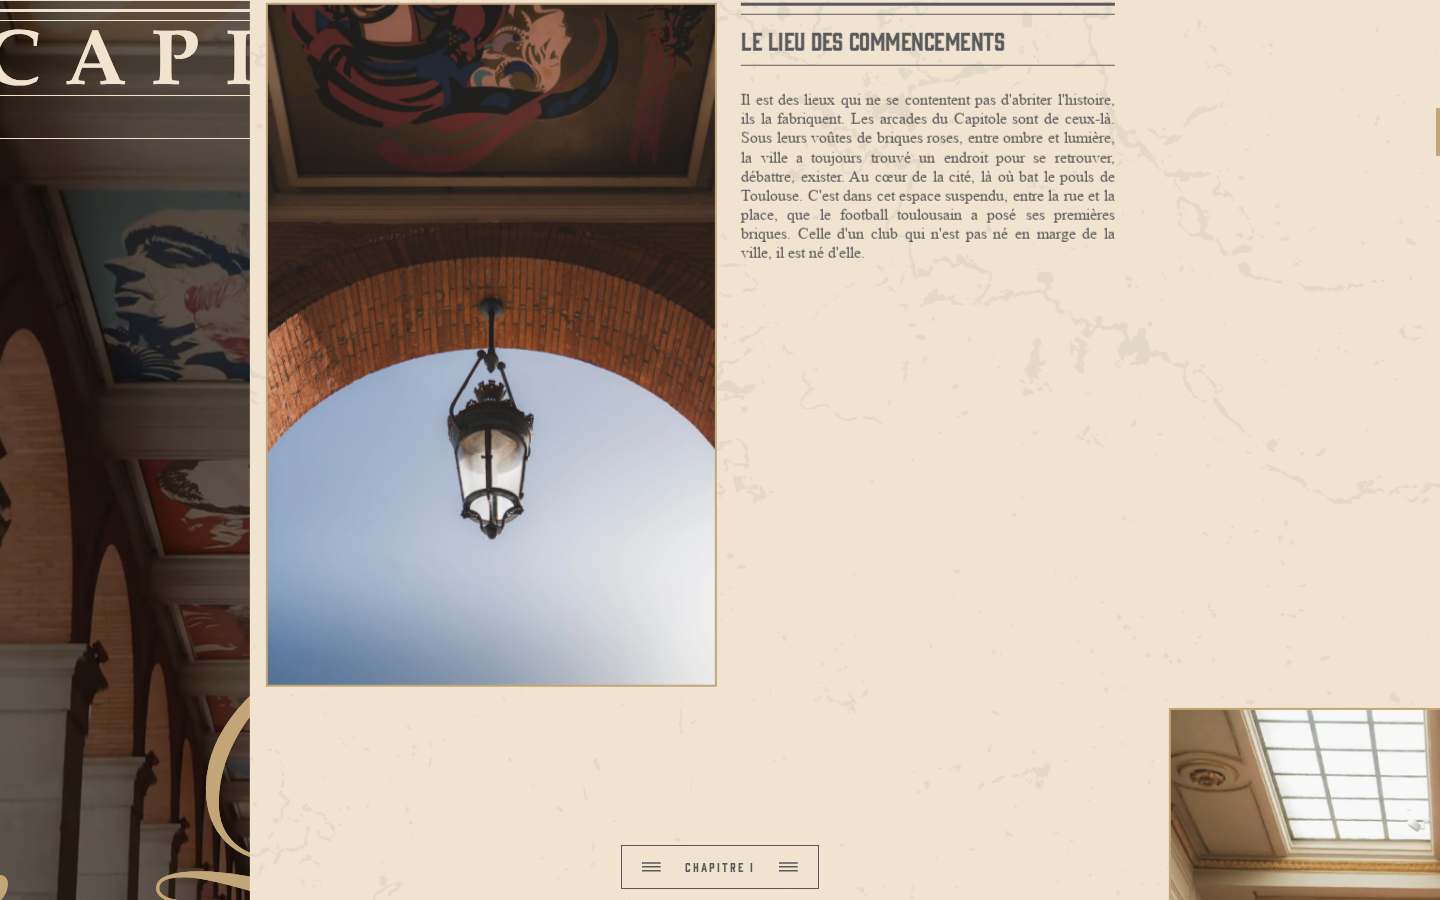 CAPI
LE LIEU DES COMMENCEMENTS
Il est des lieux qui ne se contentent pas d'abriter l'histoire,
ils la fabriquent. Les arcades du Capitole sont de ceux-là.
Sous leurs voûtes de briques roses, entre ombre et lumière,
la ville a toujours trouvé un endroit pour se retrouver,
débattre, exister. Au cœur de la cité, là où bat le pouls de
Toulouse. C'est dans cet espace suspendu, entre la rue et la
place, que le football toulousain a posé ses premières
briques. Celle d'un club qui n'est pas né en marge de la
ville, il est né d'elle.
CHAPITRE I